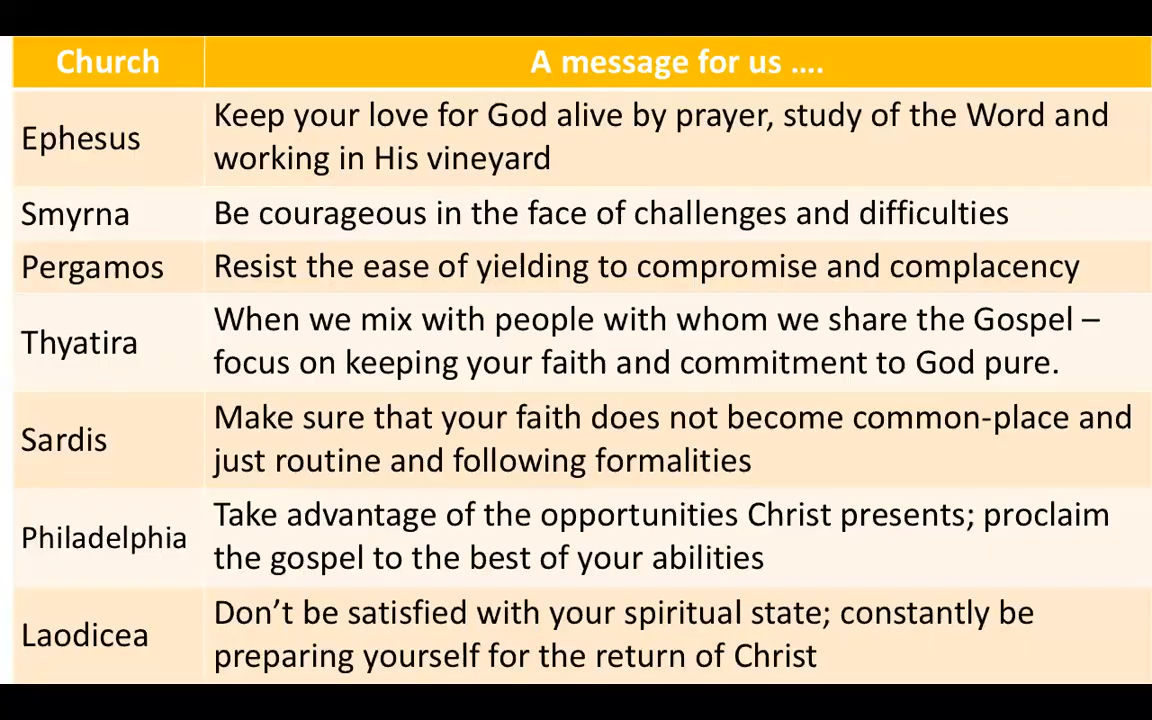 Church
A message for us ….
Ephesus
Keep your love for God alive by prayer, study of the Word and
working in His vineyard
Smyrna
Be courageous in the face of challenges and difficulties
Pergamos
Resist the ease of yielding to compromise and complacency
Thyatira
When we mix with people with whom we share the Gospel –
focus on keeping your faith and commitment to God pure.
Sardis
Make sure that your faith does not become common-place and
just routine and following formalities
Philadelphia
Take advantage of the opportunities Christ presents; proclaim
the gospel to the best of your abilities
Laodicea
Don’t be satisfied with your spiritual state; constantly be
preparing yourself for the return of Christ